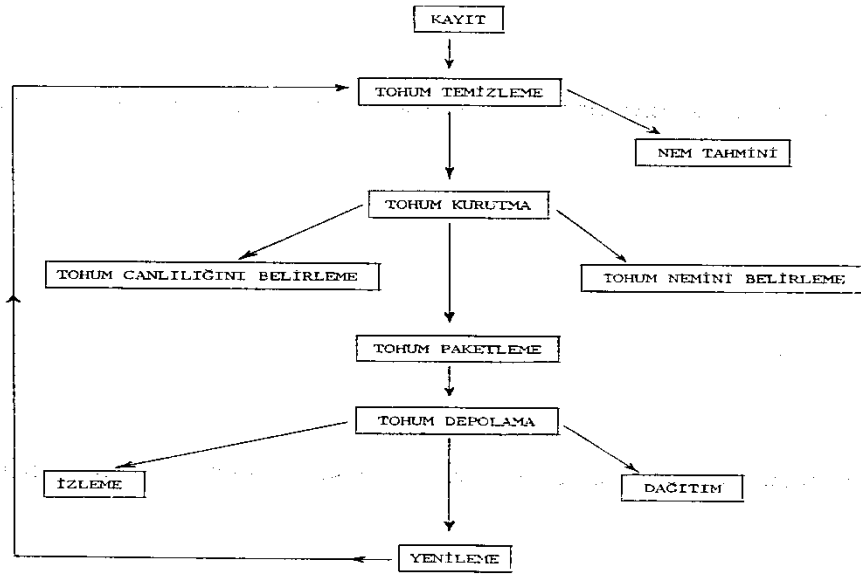 KAYIT
TOHUM TEMİZLEME
NEM TAHMİNİ
TOHUM KURUTMA
TOHUM CANLILIĞINI BELİRLEME
TOHUM NEMİNİ BELİRLEME
TOHUM PAKETLEME
TOHUM DEPOLAMA
İZLEME
DAĞITIM
YENİLEME